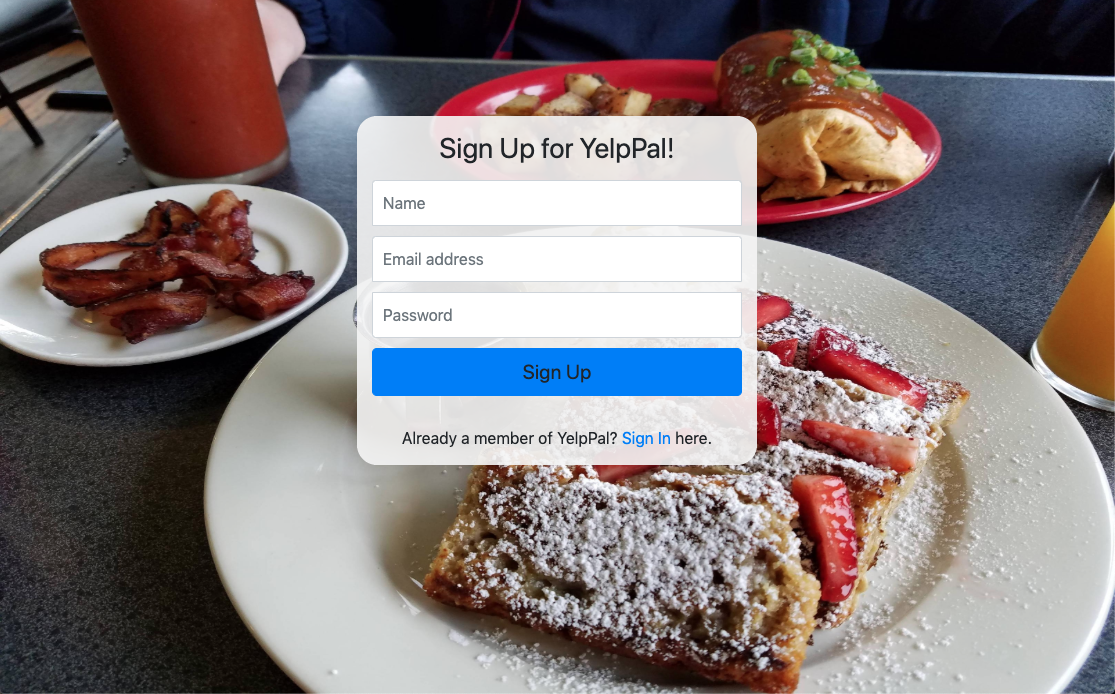 Sign Up for YelpPal!
Name
Email address
Password
Sign Up
Already a member of YelpPal? Sign In here.